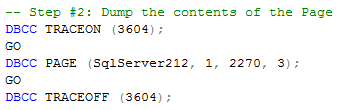 -- Step #2: Dump the contents of the Page
DBCC TRACEON (3604);
GO
DBCC PAGE (SqlServer212, 1, 2270, 3);
GO
DBCC TRACEOFF (3604);